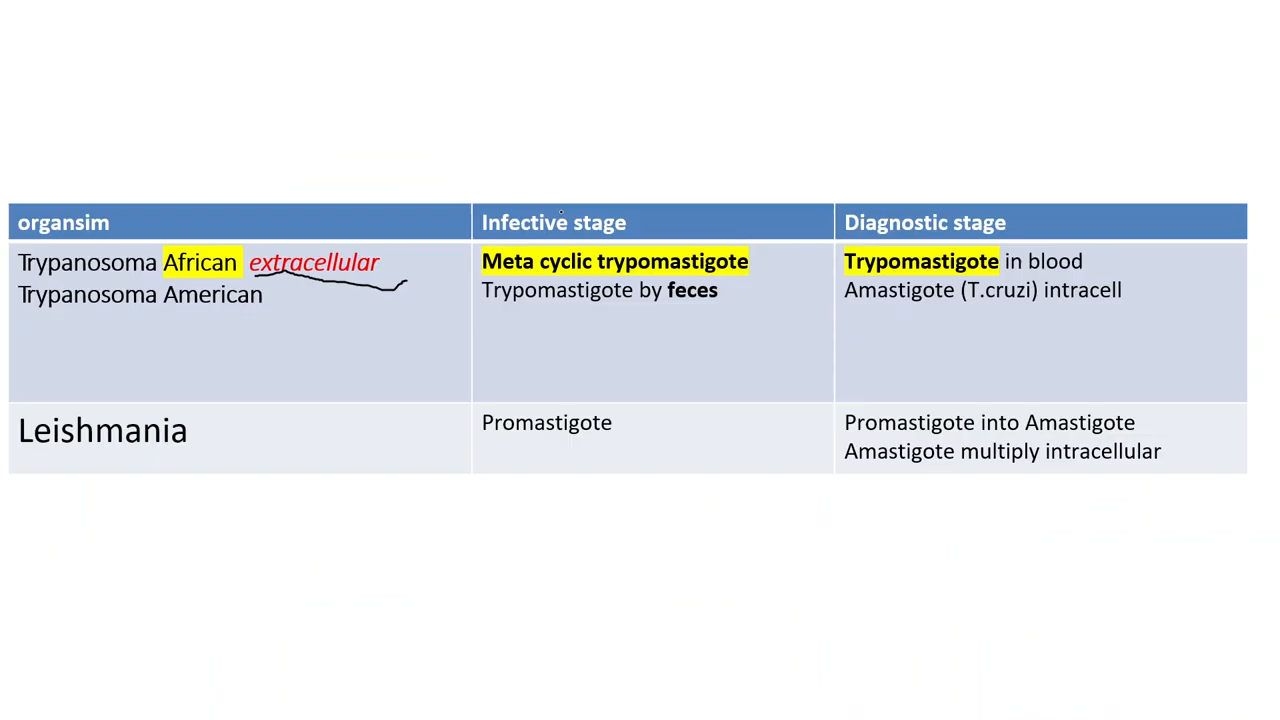 organsim Infective stage Diagnostic stage
Trypanosoma African extracellular Meta cyclic trypomastigote Trypomastigote in blood
Trypanosoma American Trypomastigote by feces Amastigote (T.cruzi) intracell
Leishmania Promastigote Promastigote into Amastigote
Amastigote multiply intracellular